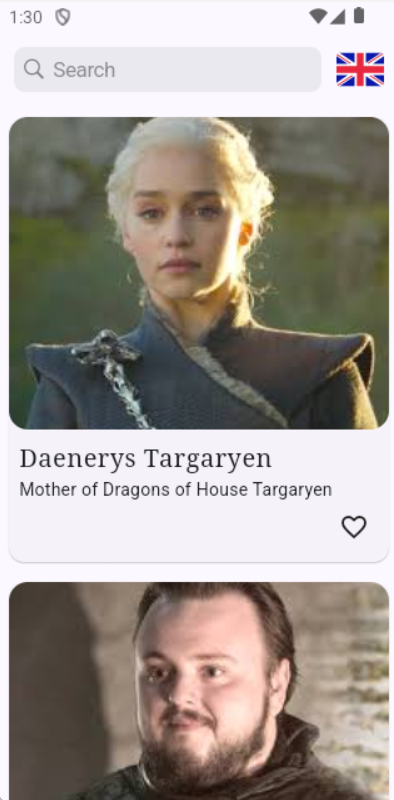 1:30
Search
Daenerys Targaryen
Mother of Dragons of House Targaryen